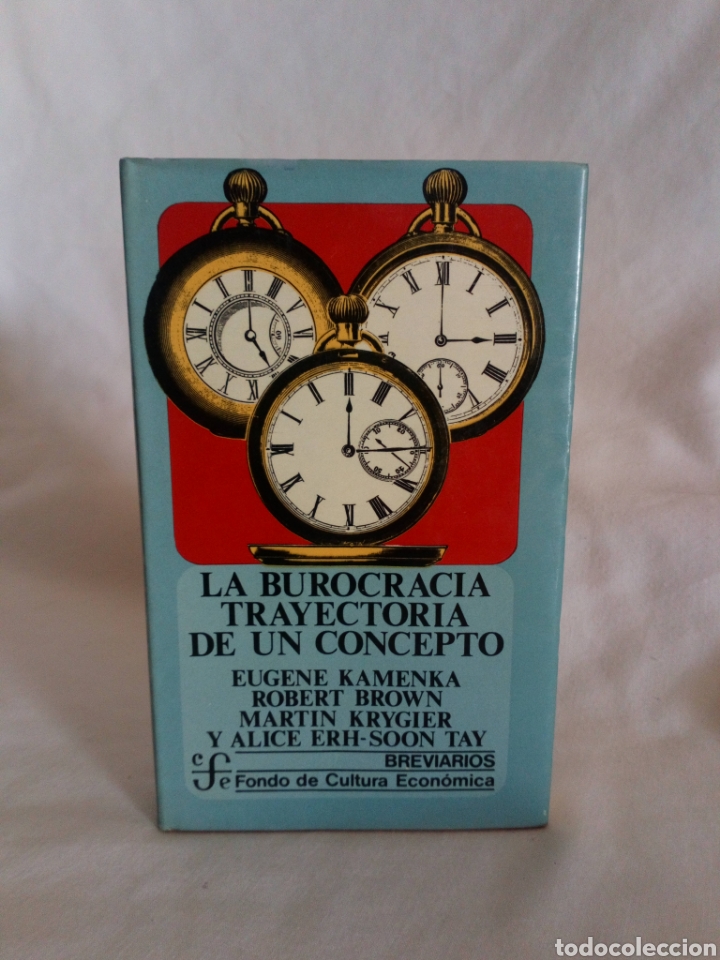 LA BUROCRACIA
TRAYECTORIA
DE UN CONCEPTO
EUGENE KAMENKA
ROBERT BROWN
MARTIN KRYGIER
Y ALICE ERH-SOON TAY
BREVIARIOS
cfe Fondo de Cultura Económica
todocoleccion